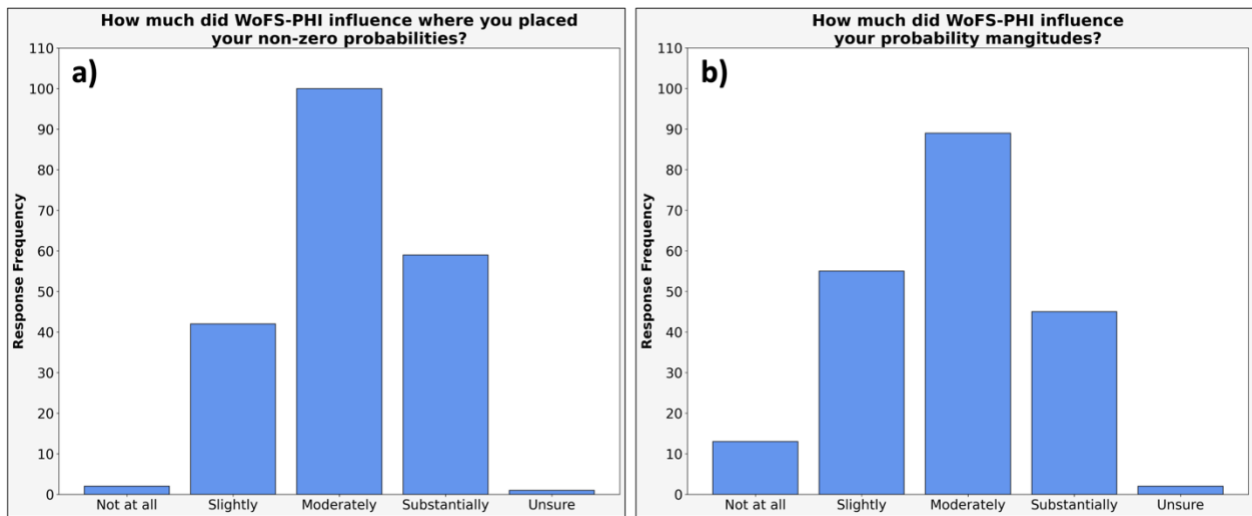 How much did WoFS-PHI influence where you placed
your non-zero probabilities?
a)
110
100
90
80
70
60
50
40
30
20
10
0
Response Frequency
Not at all Slightly Moderately Substantially Unsure
How much did WoFS-PHI influence
your probability mangitudes?
b)
110
100
90
80
70
60
50
40
30
20
10
0
Response Frequency
Not at all Slightly Moderately Substantially Unsure